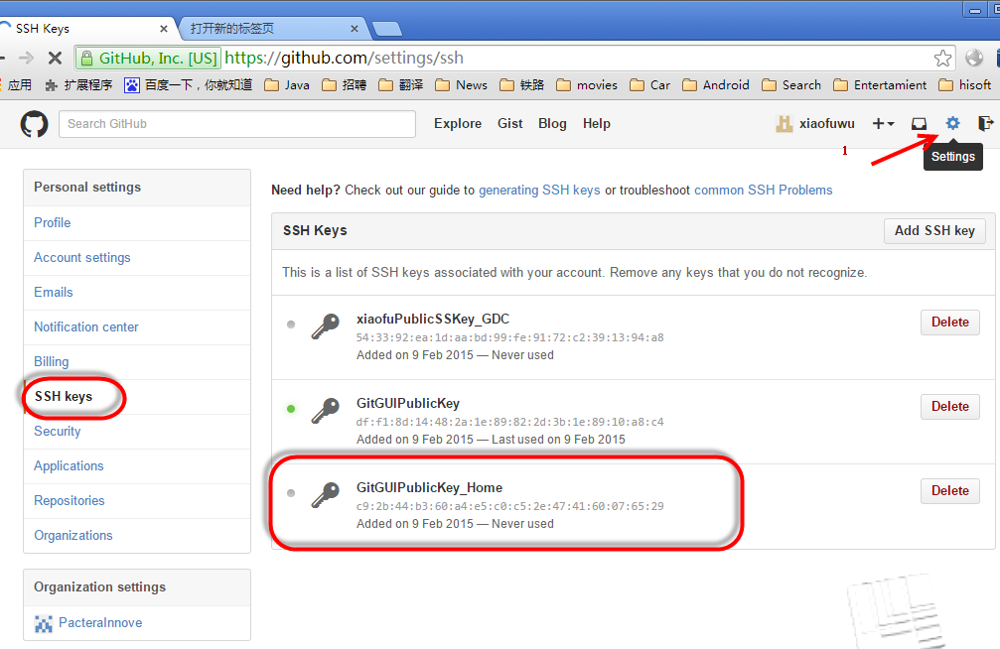 SSH Keys
打开新的标签页
GitHub, Inc. [US] https://github.com/settings/ssh
应用 扩展程序 百度一下，你就知道 Java 招聘 翻译 News 铁路 movies Car Android Search Entertamient hisoft
Search GitHub Explore Gist Blog Help xiaofuwu
1
Settings
Personal settings
Profile
Account settings
Emails
Notification center
Billing
SSH keys
Security
Applications
Repositories
Organizations
Organization settings
PacteraInnove
Need help? Check out our guide to generating SSH keys or troubleshoot common SSH Problems
SSH Keys Add SSH key
This is a list of SSH keys associated with your account. Remove any keys that you do not recognize.
xiaofuPublicSSKey_GDC
54:33:92:ea:1d:aa:bd:99:fe:91:72:c2:39:13:94:a8
Added on 9 Feb 2015 — Never used
Delete
GitGUIPublicKey
df:f1:8d:14:48:2a:1e:89:82:2d:3b:1e:89:10:a8:c4
Added on 9 Feb 2015 — Last used on 9 Feb 2015
Delete
GitGUIPublicKey_Home
c9:2b:44:b3:60:a4:e5:c0:c5:2e:47:41:60:07:65:29
Added on 9 Feb 2015 — Never used
Delete